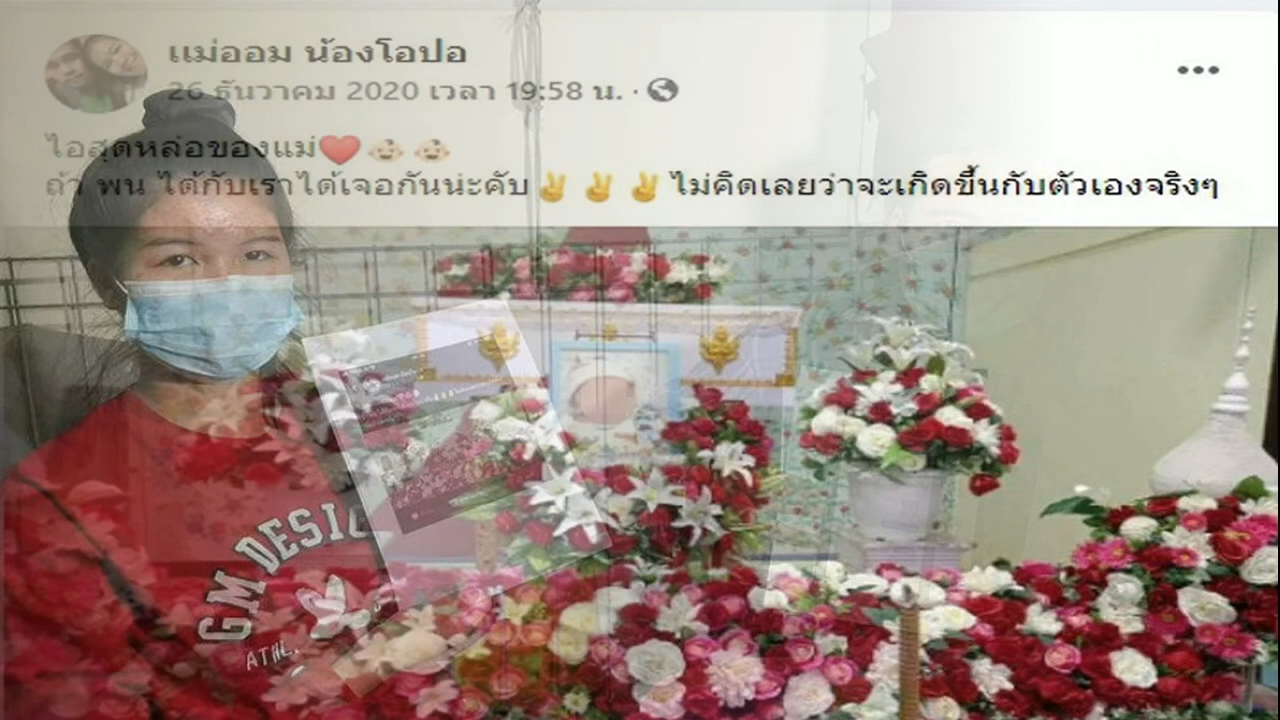 แม่ออม น้องโอปอ
26 ธันวาคม 2020 เวลา 19:58 น. ·
ไอสุดหล่อของแม่❤️👶🏻👶🏻
ถ้า พน ได้กับเราได้เจอกันน่ะคับ✌️✌️✌️ไม่คิดเลยว่าจะเกิดขึ้นกับตัวเองจริงๆ
GM DESIG
ATHL.